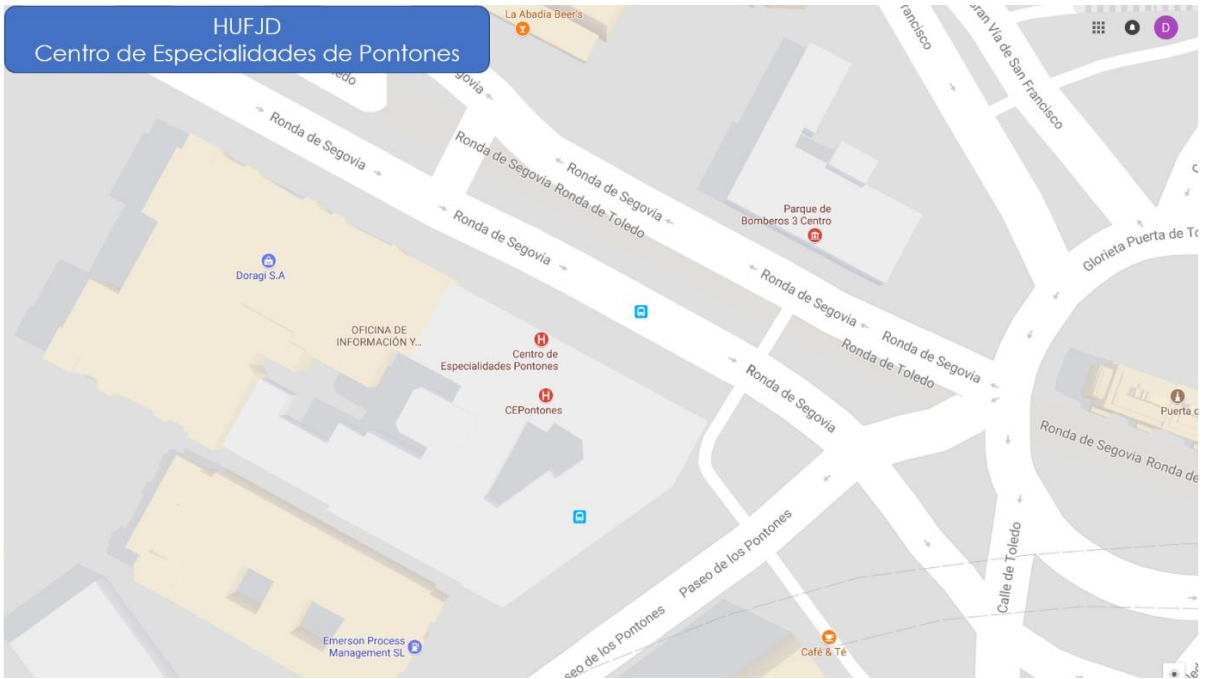 HUFJD
Centro de Especialidades de Pontones
La Abadia Beer's
D
Gran Vía de San Francisco
Ronda de Segovia
Ronda de Segovia
Ronda de Toledo
Ronda de Segovia
Ronda de Segovia
Parque de
Bomberos 3 Centro
Glorieta Puerta de To
Doragi S.A
OFICINA DE
INFORMACIÓN Y...
H
Centro de
Especialidades Pontones
H
CEPontones
Ronda de Segovia
Ronda de Segovia
Ronda de Toledo
Ronda de Segovia
Puerta d
Ronda de Segovia
Ronda de
Calle de Toledo
Paseo de los Pontones
seo de los Pontones
Emerson Process
Management SL
Café & Té